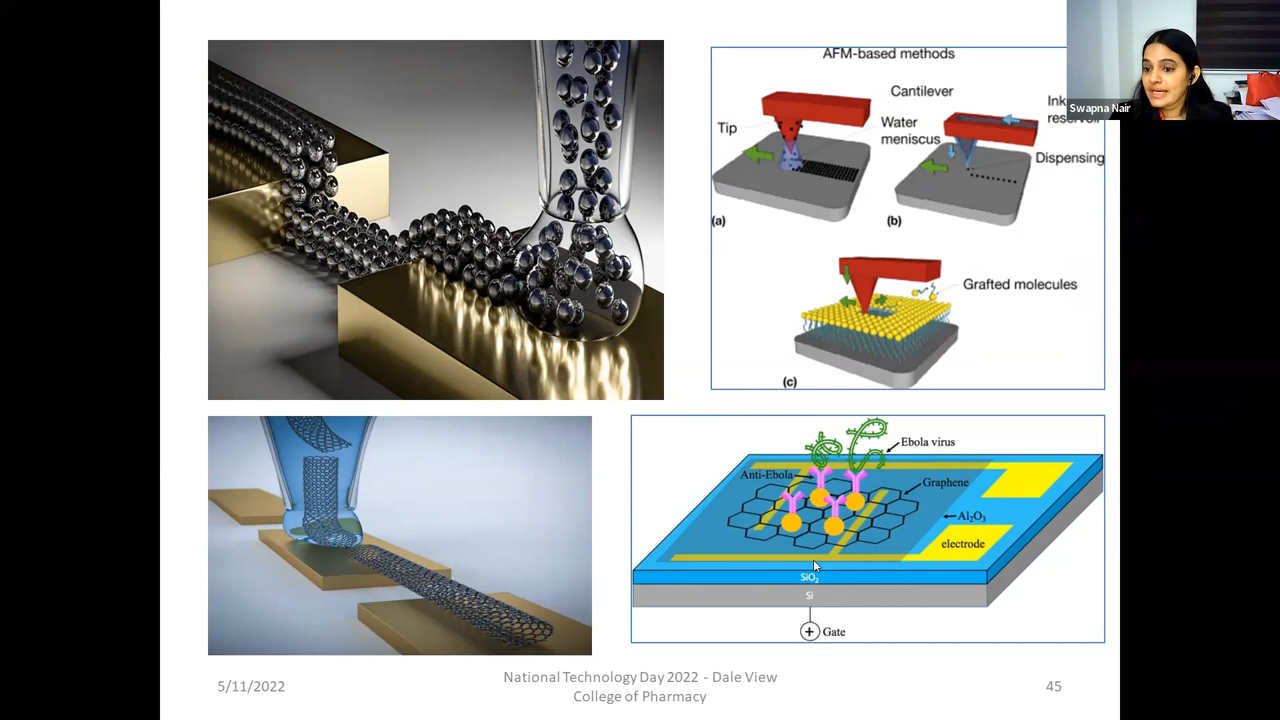 AFM-based methods
Cantilever
Tip
Water
meniscus
Ink
reservoir
Dispensing
(a)
(b)
Grafted molecules
(c)
Swapna Nair
Ebola virus
Anti-Ebola
Graphene
Al₂O₃
electrode
SiO₂
Si
+
Gate
5/11/2022
National Technology Day 2022 - Dale View
College of Pharmacy
45